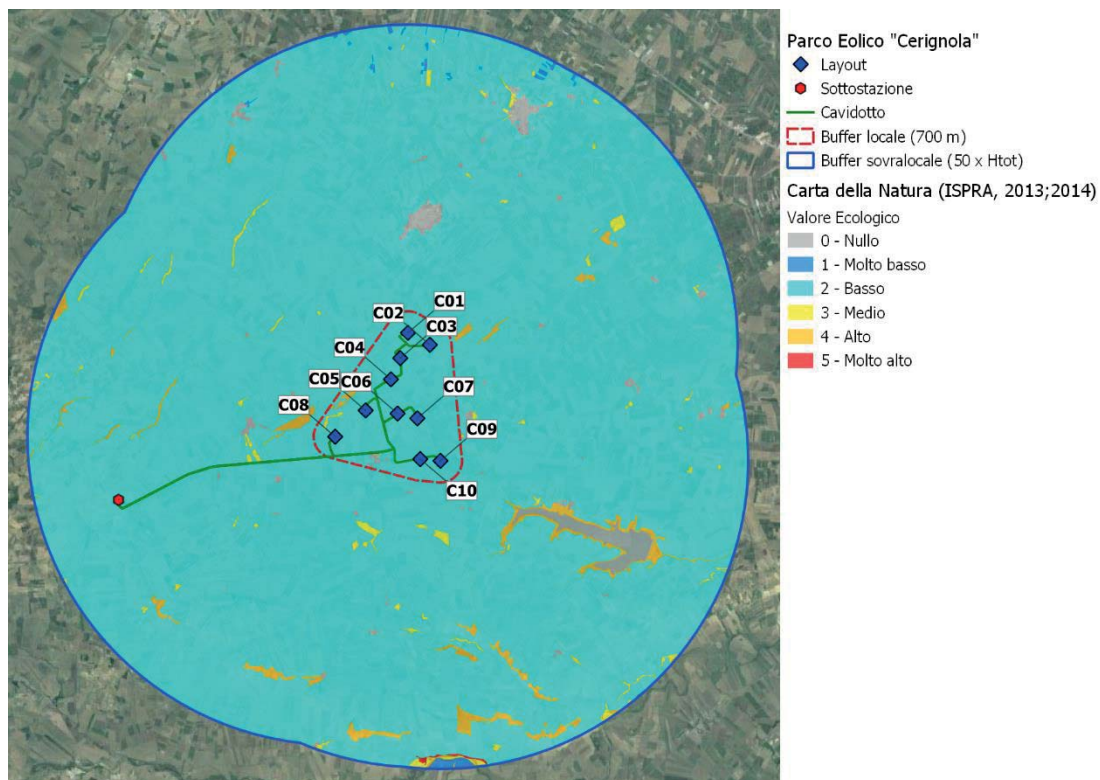 Parco Eolico "Cerignola"
Layout
Sottostazione
Cavidotto
Buffer locale (700 m)
Buffer sovralocale (50 x Htot)
Carta della Natura (ISPRA, 2013;2014)
Valore Ecologico
0 - Nullo
1 - Molto basso
2 - Basso
3 - Medio
4 - Alto
5 - Molto alto
C01
C02
C03
C04
C05
C06
C07
C08
C09
C10